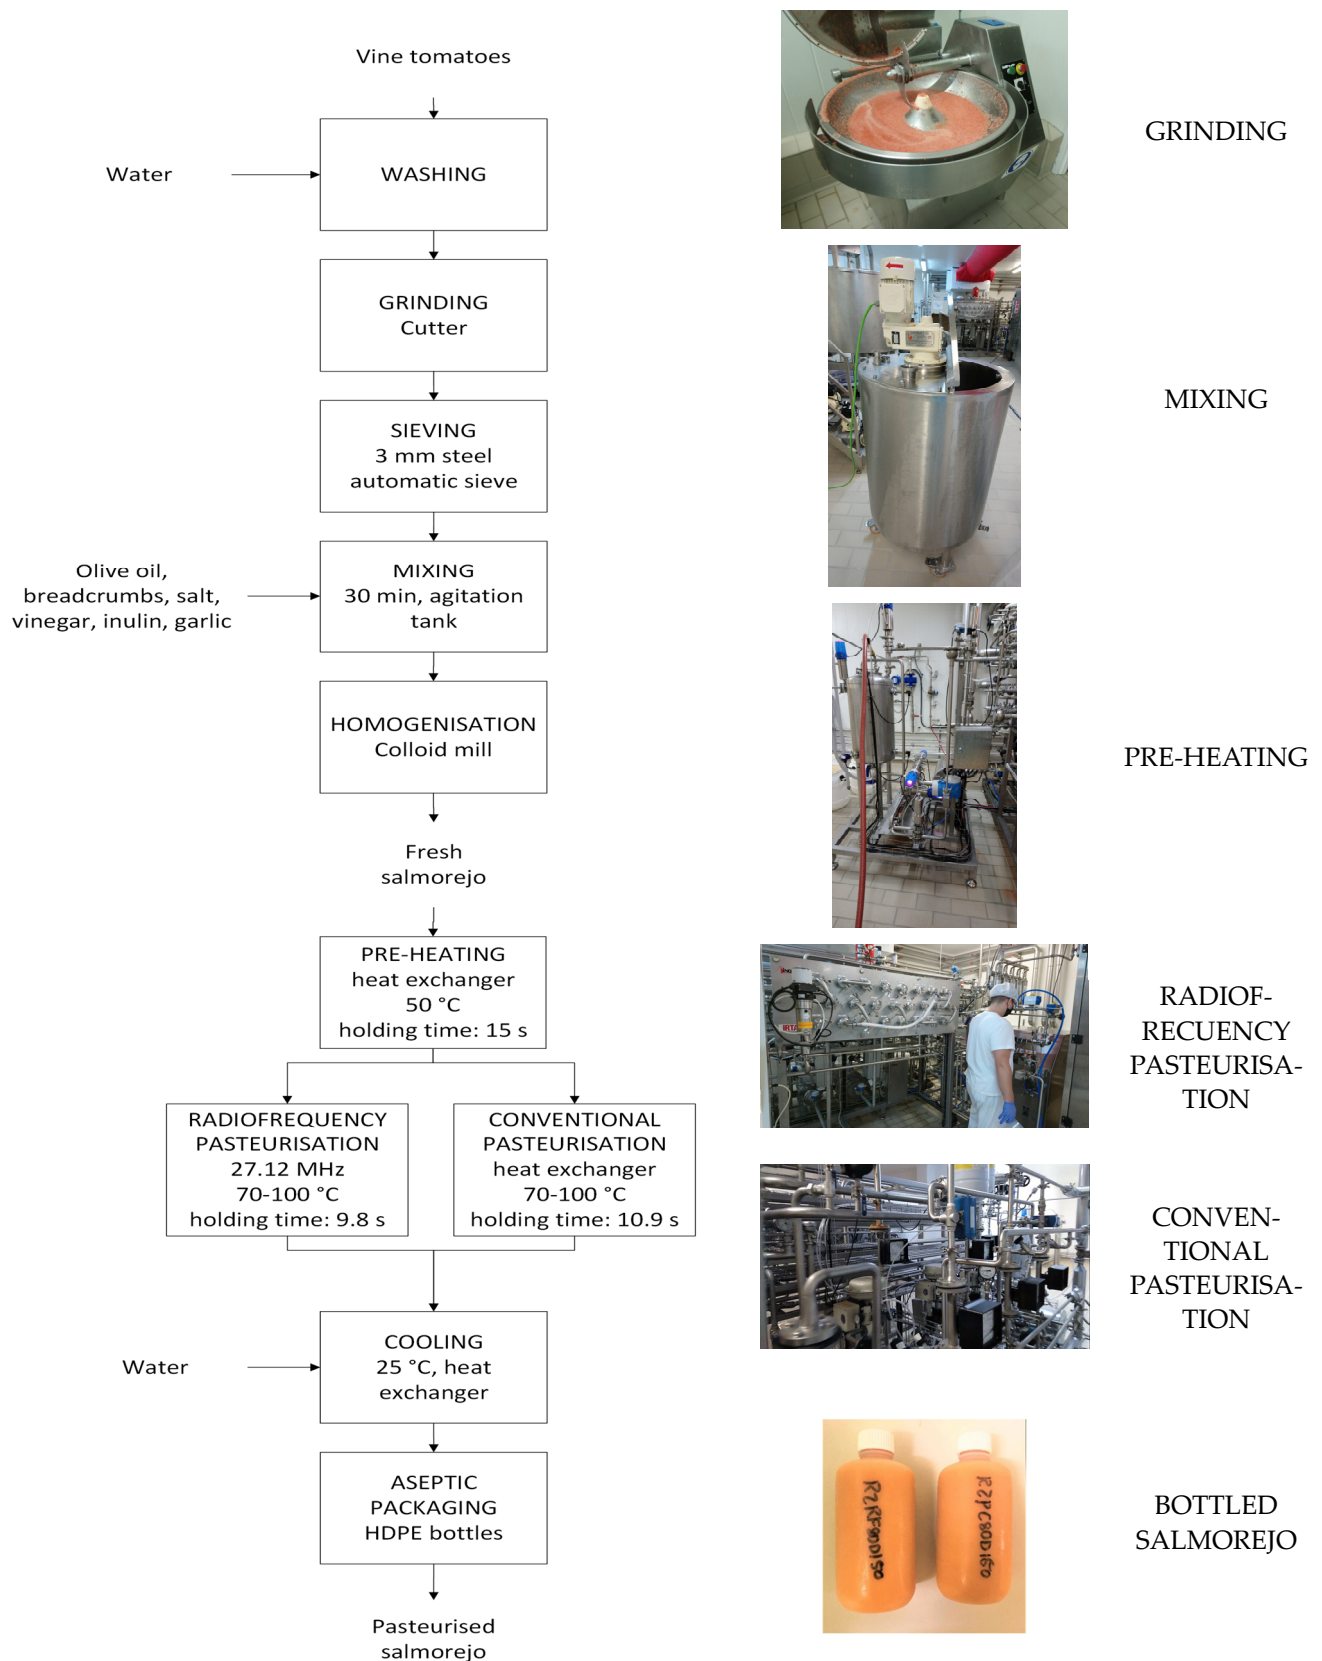 Vine tomatoes
Water
WASHING
GRINDING
Cutter
SIEVING
3 mm steel
automatic sieve
Olive oil,
breadcrumbs, salt,
vinegar, inulin, garlic
MIXING
30 min, agitation
tank
HOMOGENISATION
Colloid mill
Fresh
salmorejo
PRE-HEATING
heat exchanger
50 °C
holding time: 15 s
RADIOFREQUENCY
PASTEURISATION
27.12 MHz
70-100 °C
holding time: 9.8 s
CONVENTIONAL
PASTEURISATION
heat exchanger
70-100 °C
holding time: 10.9 s
Water
COOLING
25 °C, heat
exchanger
ASEPTIC
PACKAGING
HDPE bottles
Pasteurised
salmorejo
GRINDING
MIXING
PRE-HEATING
IRTA
RADIOF-
RECUENCY
PASTEURISA-
TION
CONVEN-
TIONAL
PASTEURISA-
TION
R2RF80D150
R2PC80D150
BOTTLED
SALMOREJO